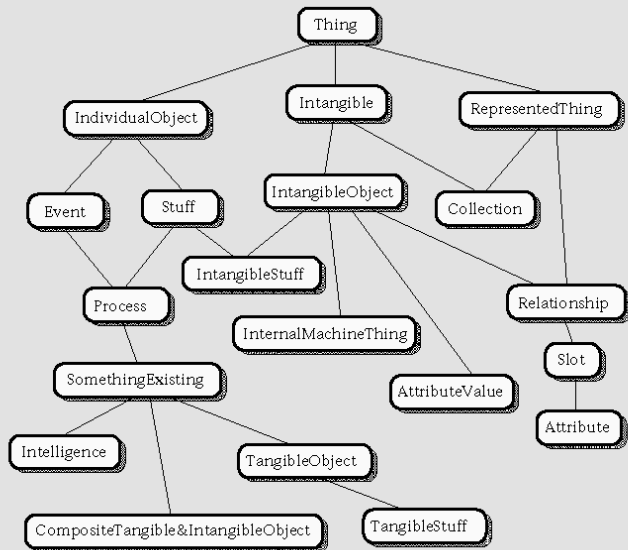 Thing
IndividualObject
Intangible
RepresentedThing
Event
Stuff
IntangibleObject
Collection
IntangibleStuff
Process
Relationship
InternalMachineThing
SomethingExisting
Slot
AttributeValue
Attribute
Intelligence
TangibleObject
CompositeTangible&IntangibleObject
TangibleStuff